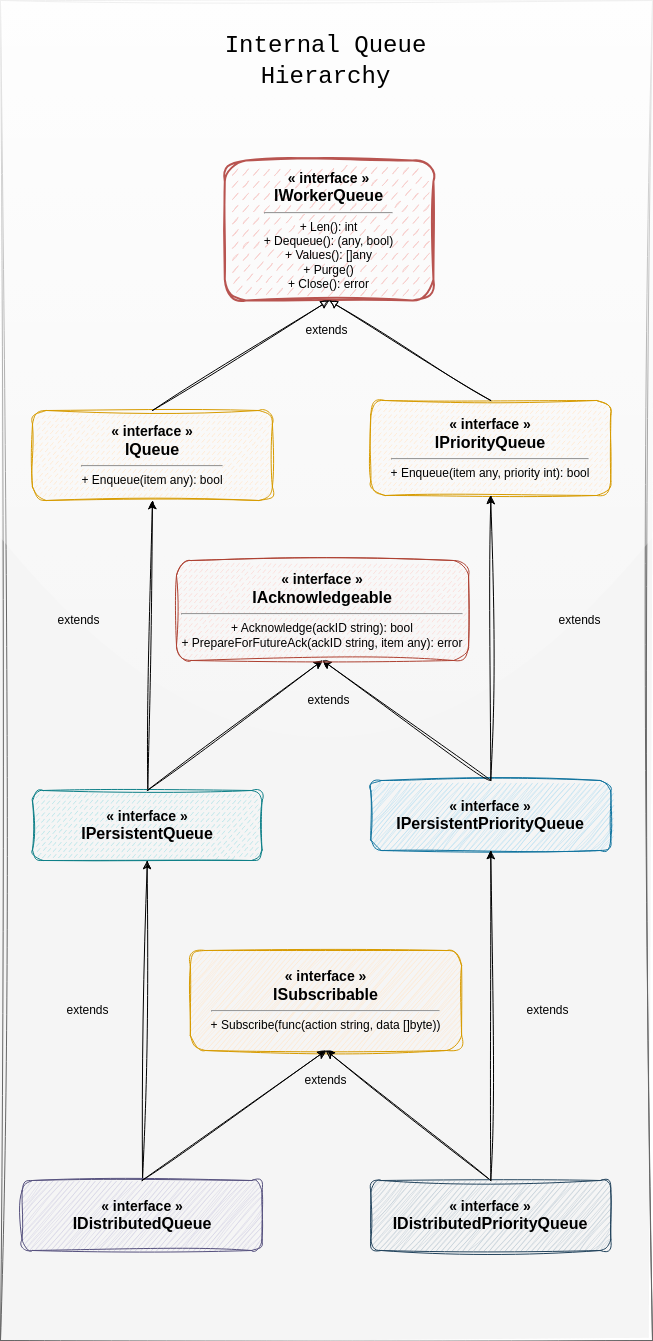 Internal Queue
Hierarchy
« interface »
IWorkerQueue
+ Len(): int
+ Dequeue(): (any, bool)
+ Values(): []any
+ Purge()
+ Close(): error
extends
« interface »
IQueue
+ Enqueue(item any): bool
« interface »
IPriorityQueue
+ Enqueue(item any, priority int): bool
« interface »
IAcknowledgeable
+ Acknowledge(ackID string): bool
+ PrepareForFutureAck(ackID string, item any): error
extends
extends
extends
« interface »
IPersistentQueue
« interface »
IPersistentPriorityQueue
« interface »
ISubscribable
+ Subscribe(func(action string, data []byte))
extends
extends
extends
« interface »
IDistributedQueue
« interface »
IDistributedPriorityQueue